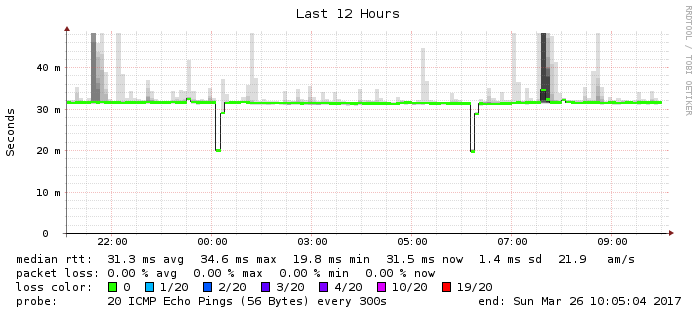 Last 12 Hours
RRDTOOL / TOBI OETIKER
Seconds
40 m
30 m
20 m
10 m
0
22:00 00:00 03:00 05:00 07:00 09:00
median rtt: 31.3 ms avg 34.6 ms max 19.8 ms min 31.5 ms now 1.4 ms sd 21.9 am/s
packet loss: 0.00 % avg 0.00 % max 0.00 % min 0.00 % now
loss color: 0 1/20 2/20 3/20 4/20 10/20 19/20
probe: 20 ICMP Echo Pings (56 Bytes) every 300s end: Sun Mar 26 10:05:04 2017